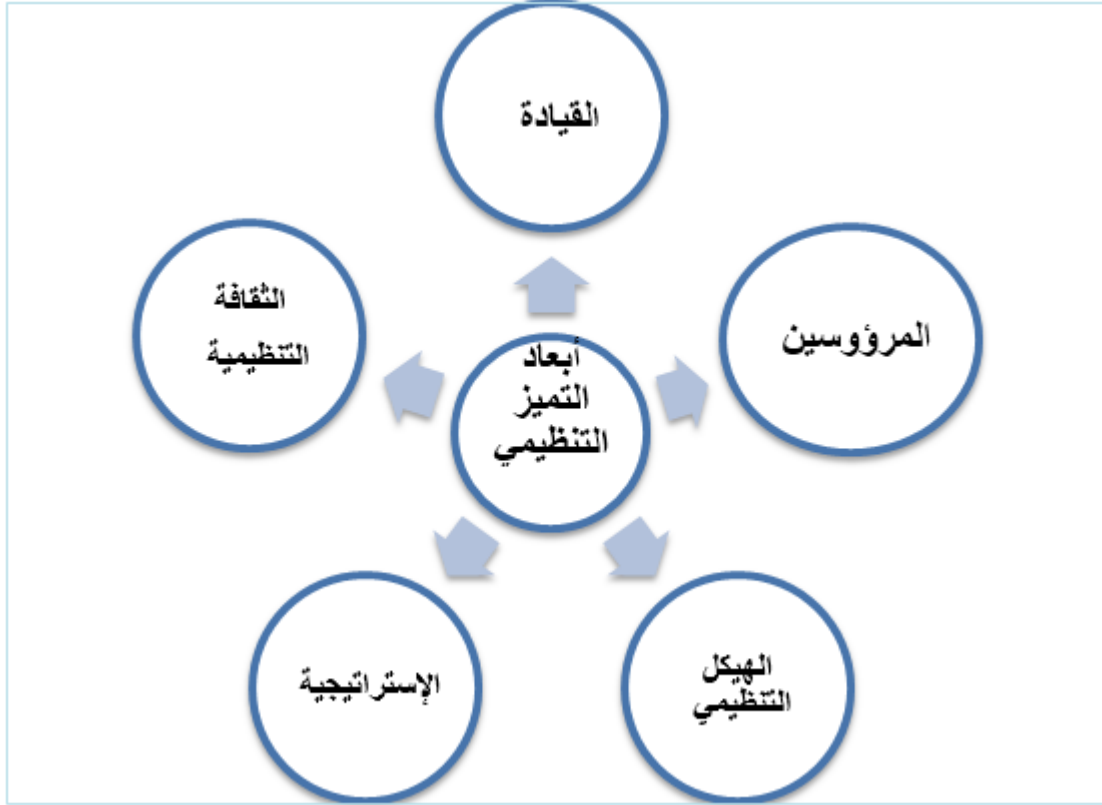 القيادة
المرؤوسين
الثقافة
التنظيمية
أبعاد
التميز
التنظيمي
الهيكل
التنظيمي
الإستراتيجية